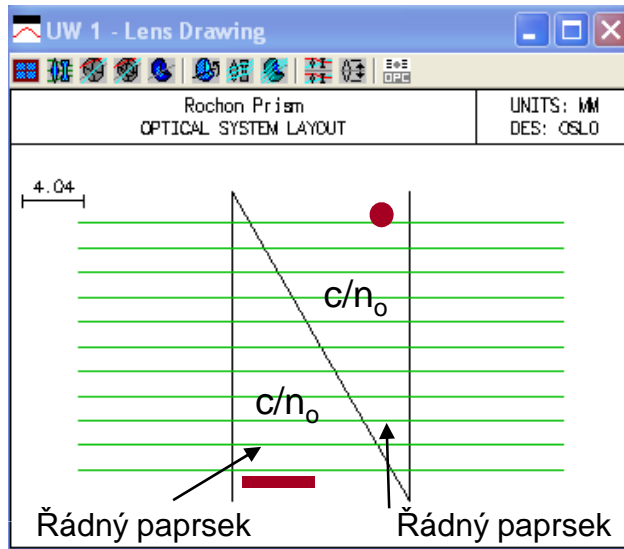 UW 1 - Lens Drawing
OPC
Rochon Prism
OPTICAL SYSTEM LAYOUT
UNITS: MM
DES: OSLO
4.04
c/nₒ
c/nₒ
Řádný paprsek
Řádný paprsek